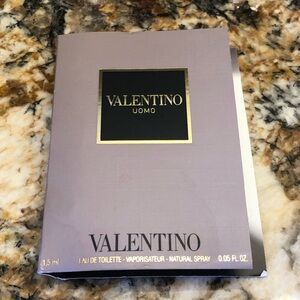 VALENTINO
UOMO
VALENTINO
1,5 ml EAU DE TOILETTE - VAPORISATEUR - NATURAL SPRAY 0.05 FL. OZ.